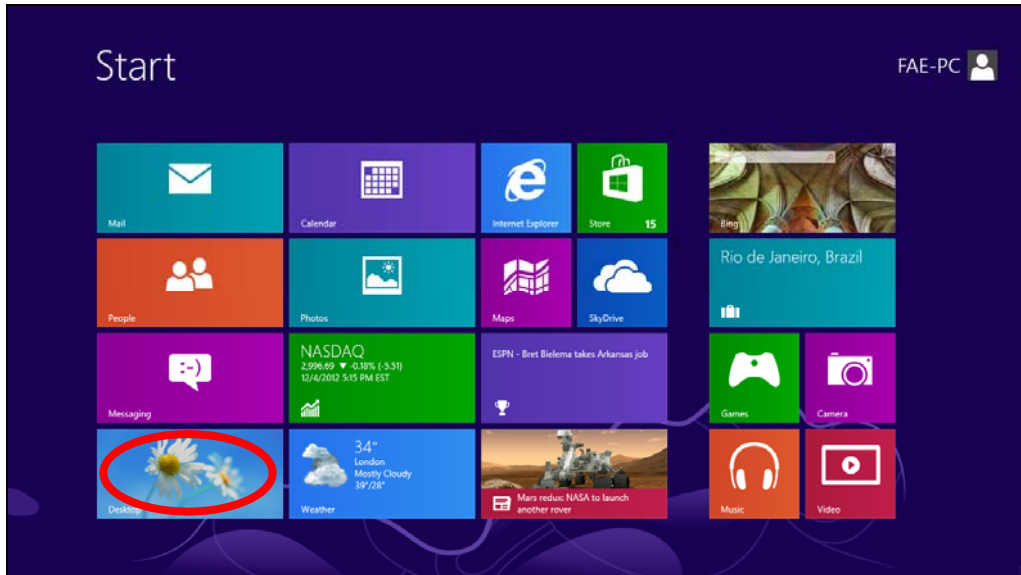 Start
FAE-PC
Mail
Calendar
Internet Explorer
Store 15
Bing
People
Photos
Maps
SkyDrive
Rio de Janeiro, Brazil
Messaging
NASDAQ
2,996.69 ▼ -0.18% (-5.51)
12/4/2012 5:15 PM EST
ESPN - Bret Bielema takes Arkansas job
Games
Camera
Desktop
34°
London
Mostly Cloudy
39°/28°
Weather
Mars redux: NASA to launch
another rover
Music
Video